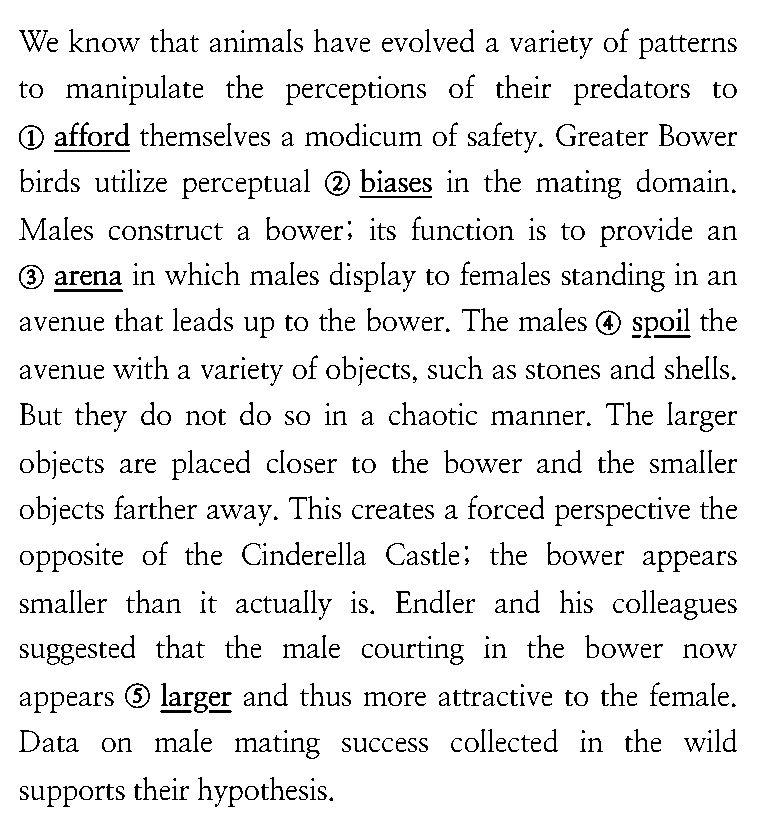 We know that animals have evolved a variety of patterns
to manipulate the perceptions of their predators to
① afford themselves a modicum of safety. Greater Bower
birds utilize perceptual ② biases in the mating domain.
Males construct a bower; its function is to provide an
③ arena in which males display to females standing in an
avenue that leads up to the bower. The males ④ spoil the
avenue with a variety of objects, such as stones and shells.
But they do not do so in a chaotic manner. The larger
objects are placed closer to the bower and the smaller
objects farther away. This creates a forced perspective the
opposite of the Cinderella Castle; the bower appears
smaller than it actually is. Endler and his colleagues
suggested that the male courting in the bower now
appears ⑤ larger and thus more attractive to the female.
Data on male mating success collected in the wild
supports their hypothesis.